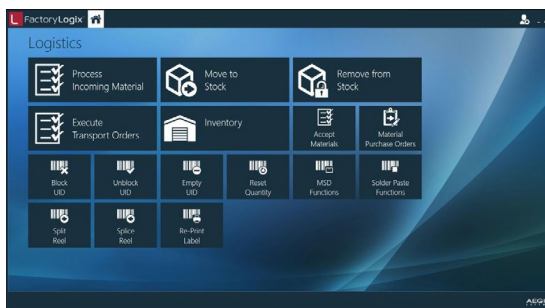 FactoryLogix
Logistics
Process
Incoming Material
Move to
Stock
Remove from
Stock
Execute
Transport Orders
Inventory
Accept
Materials
Material
Purchase Orders
Block
UID
Unblock
UID
Empty
UID
Reset
Quantity
MSD
Functions
Solder Paste
Functions
Split
Reel
Splice
Reel
Re-Print
Label